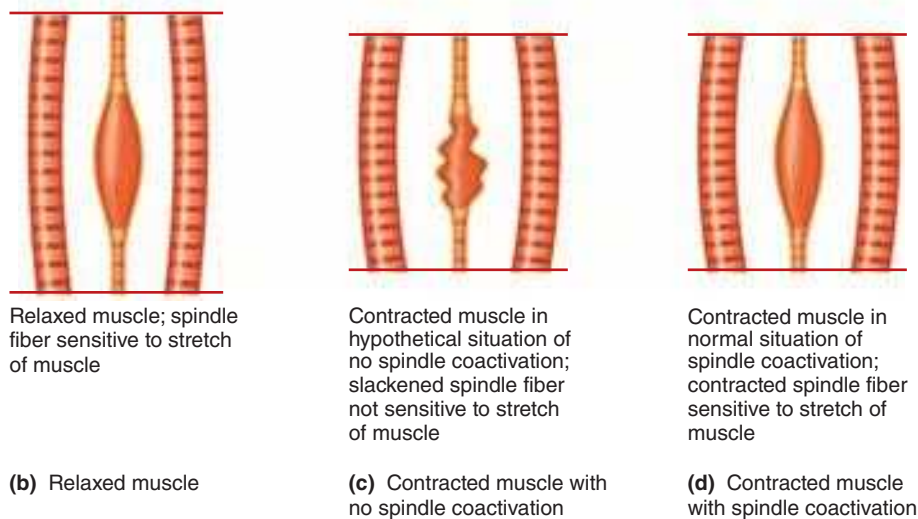 Relaxed muscle; spindle
fiber sensitive to stretch
of muscle
(b) Relaxed muscle
Contracted muscle in
hypothetical situation of
no spindle coactivation;
slackened spindle fiber
not sensitive to stretch
of muscle
(c) Contracted muscle with
no spindle coactivation
Contracted muscle in
normal situation of
spindle coactivation;
contracted spindle fiber
sensitive to stretch of
muscle
(d) Contracted muscle
with spindle coactivation